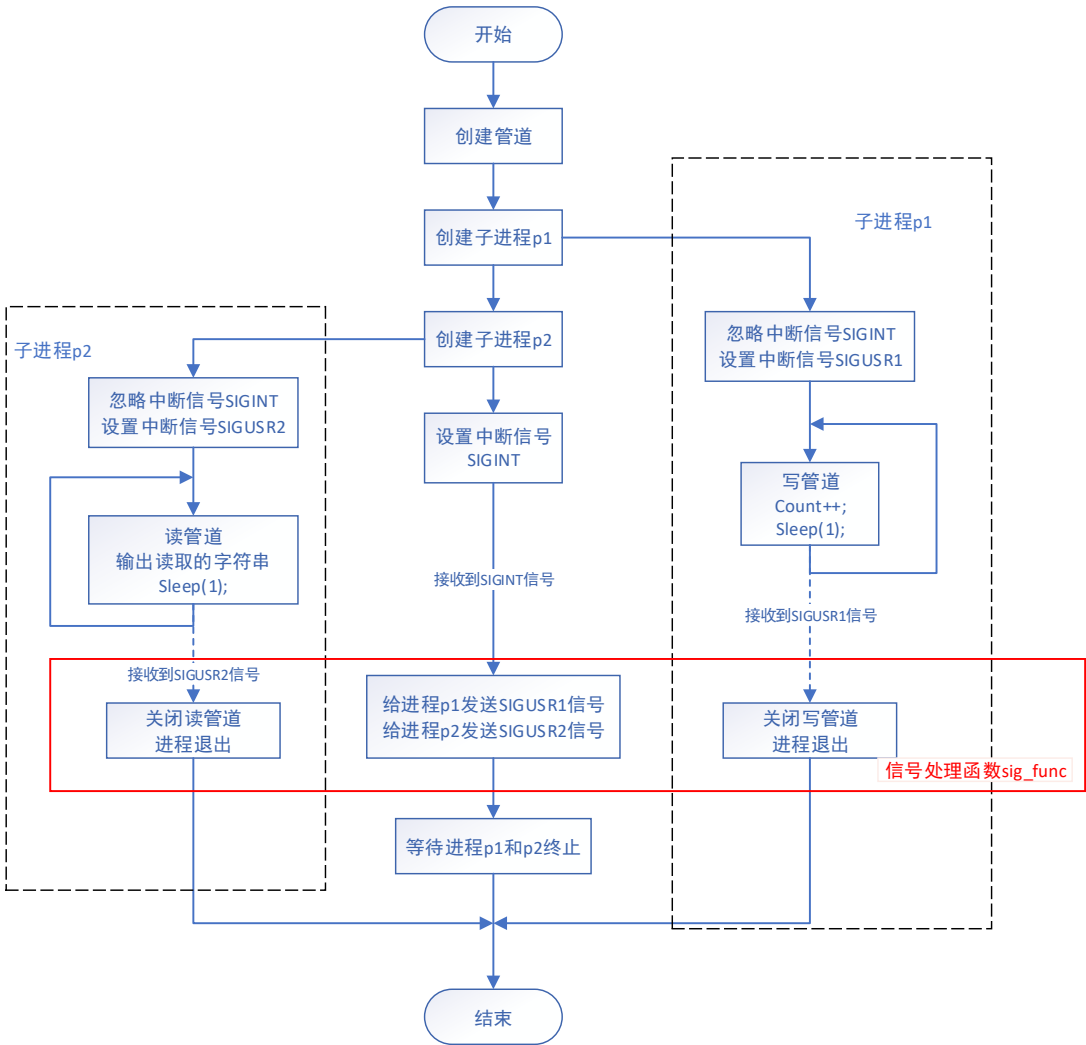 开始
创建管道
创建子进程p1
子进程p1
创建子进程p2
忽略中断信号SIGINT
设置中断信号SIGUSR1
子进程p2
忽略中断信号SIGINT
设置中断信号SIGUSR2
设置中断信号
SIGINT
写管道
Count++;
Sleep(1);
读管道
输出读取的字符串
Sleep(1);
接收到SIGINT信号
接收到SIGUSR1信号
接收到SIGUSR2信号
给进程p1发送SIGUSR1信号
给进程p2发送SIGUSR2信号
关闭读管道
进程退出
关闭写管道
进程退出
信号处理函数sig_func
等待进程p1和p2终止
结束